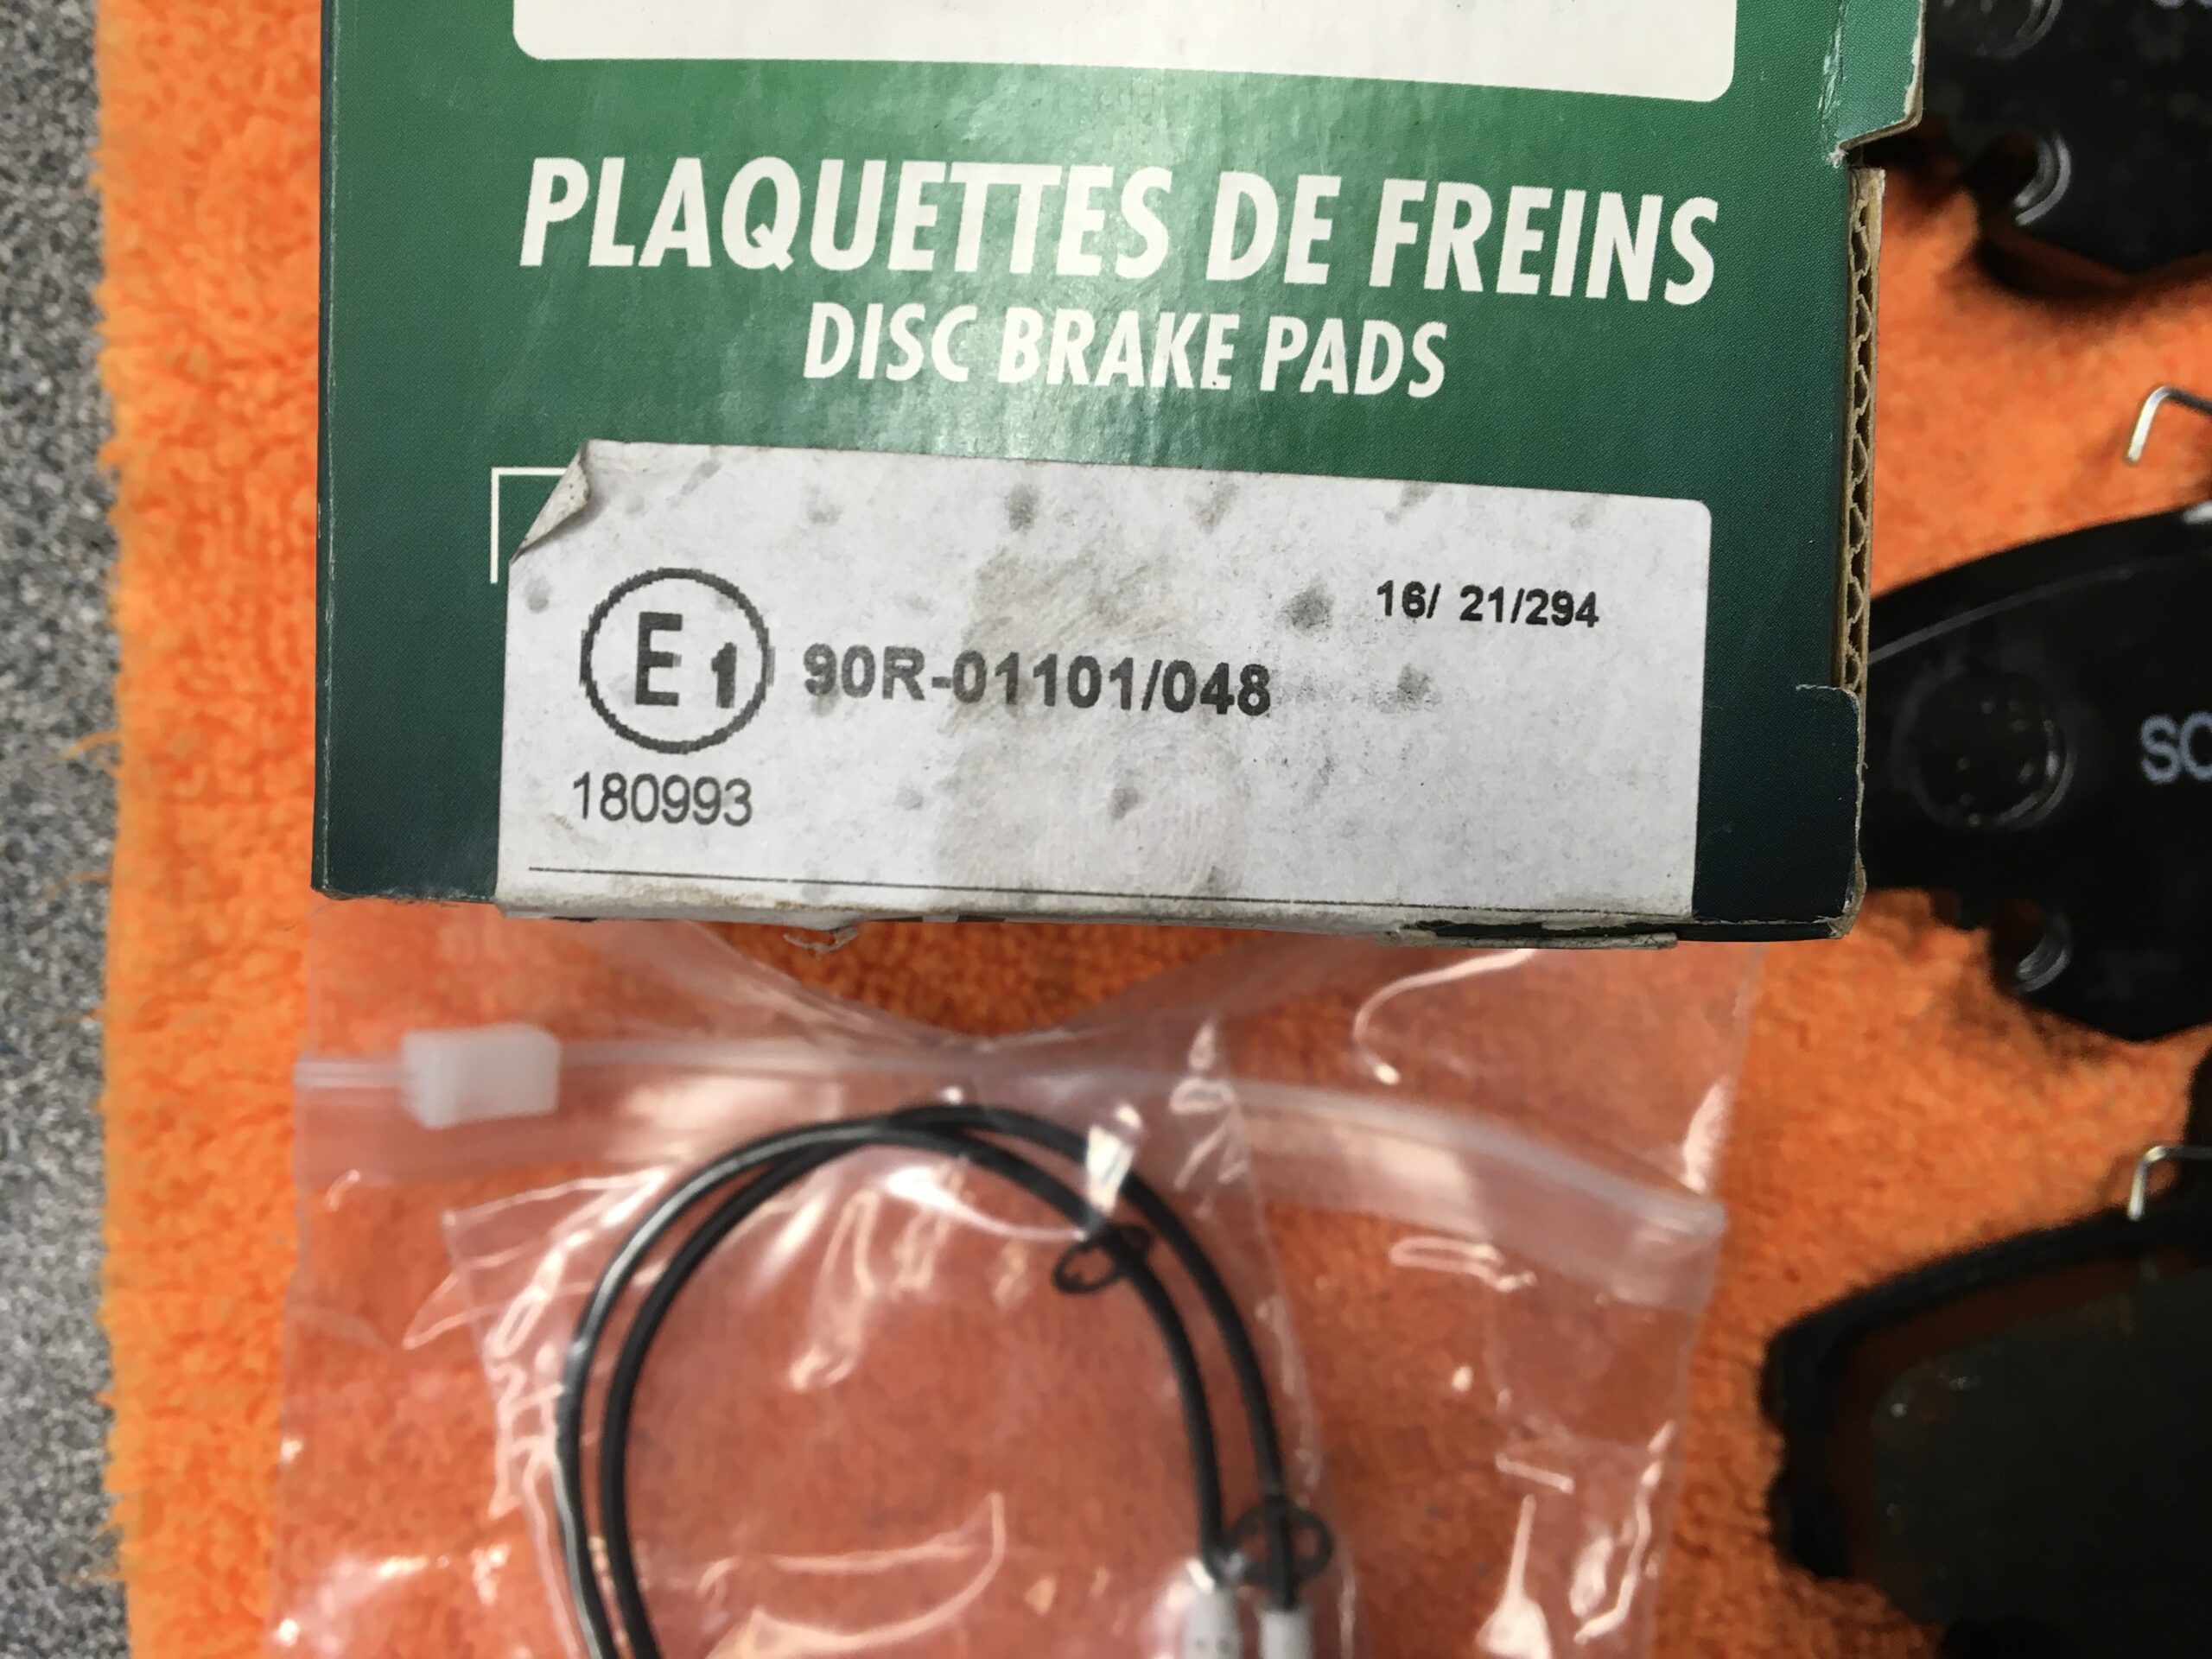 PLAQUETTES DE FREINS
DISC BRAKE PADS
16/ 21/294
E1 90R-01101/048
180993